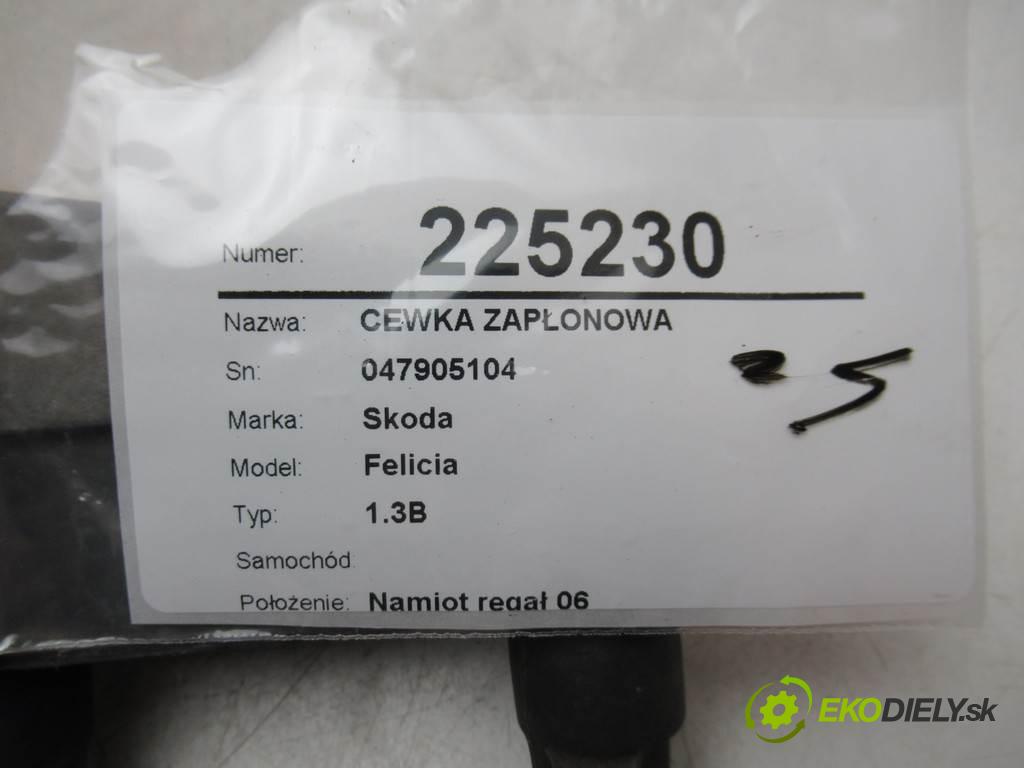 Numer: 225230
Nazwa: CEWKA ZAPŁONOWA
Sn: 047905104
Marka: Skoda
Model: Felicia
Typ: 1.3B
Samochód
Położenie: Namiot regał 06
EKODIELY.sk